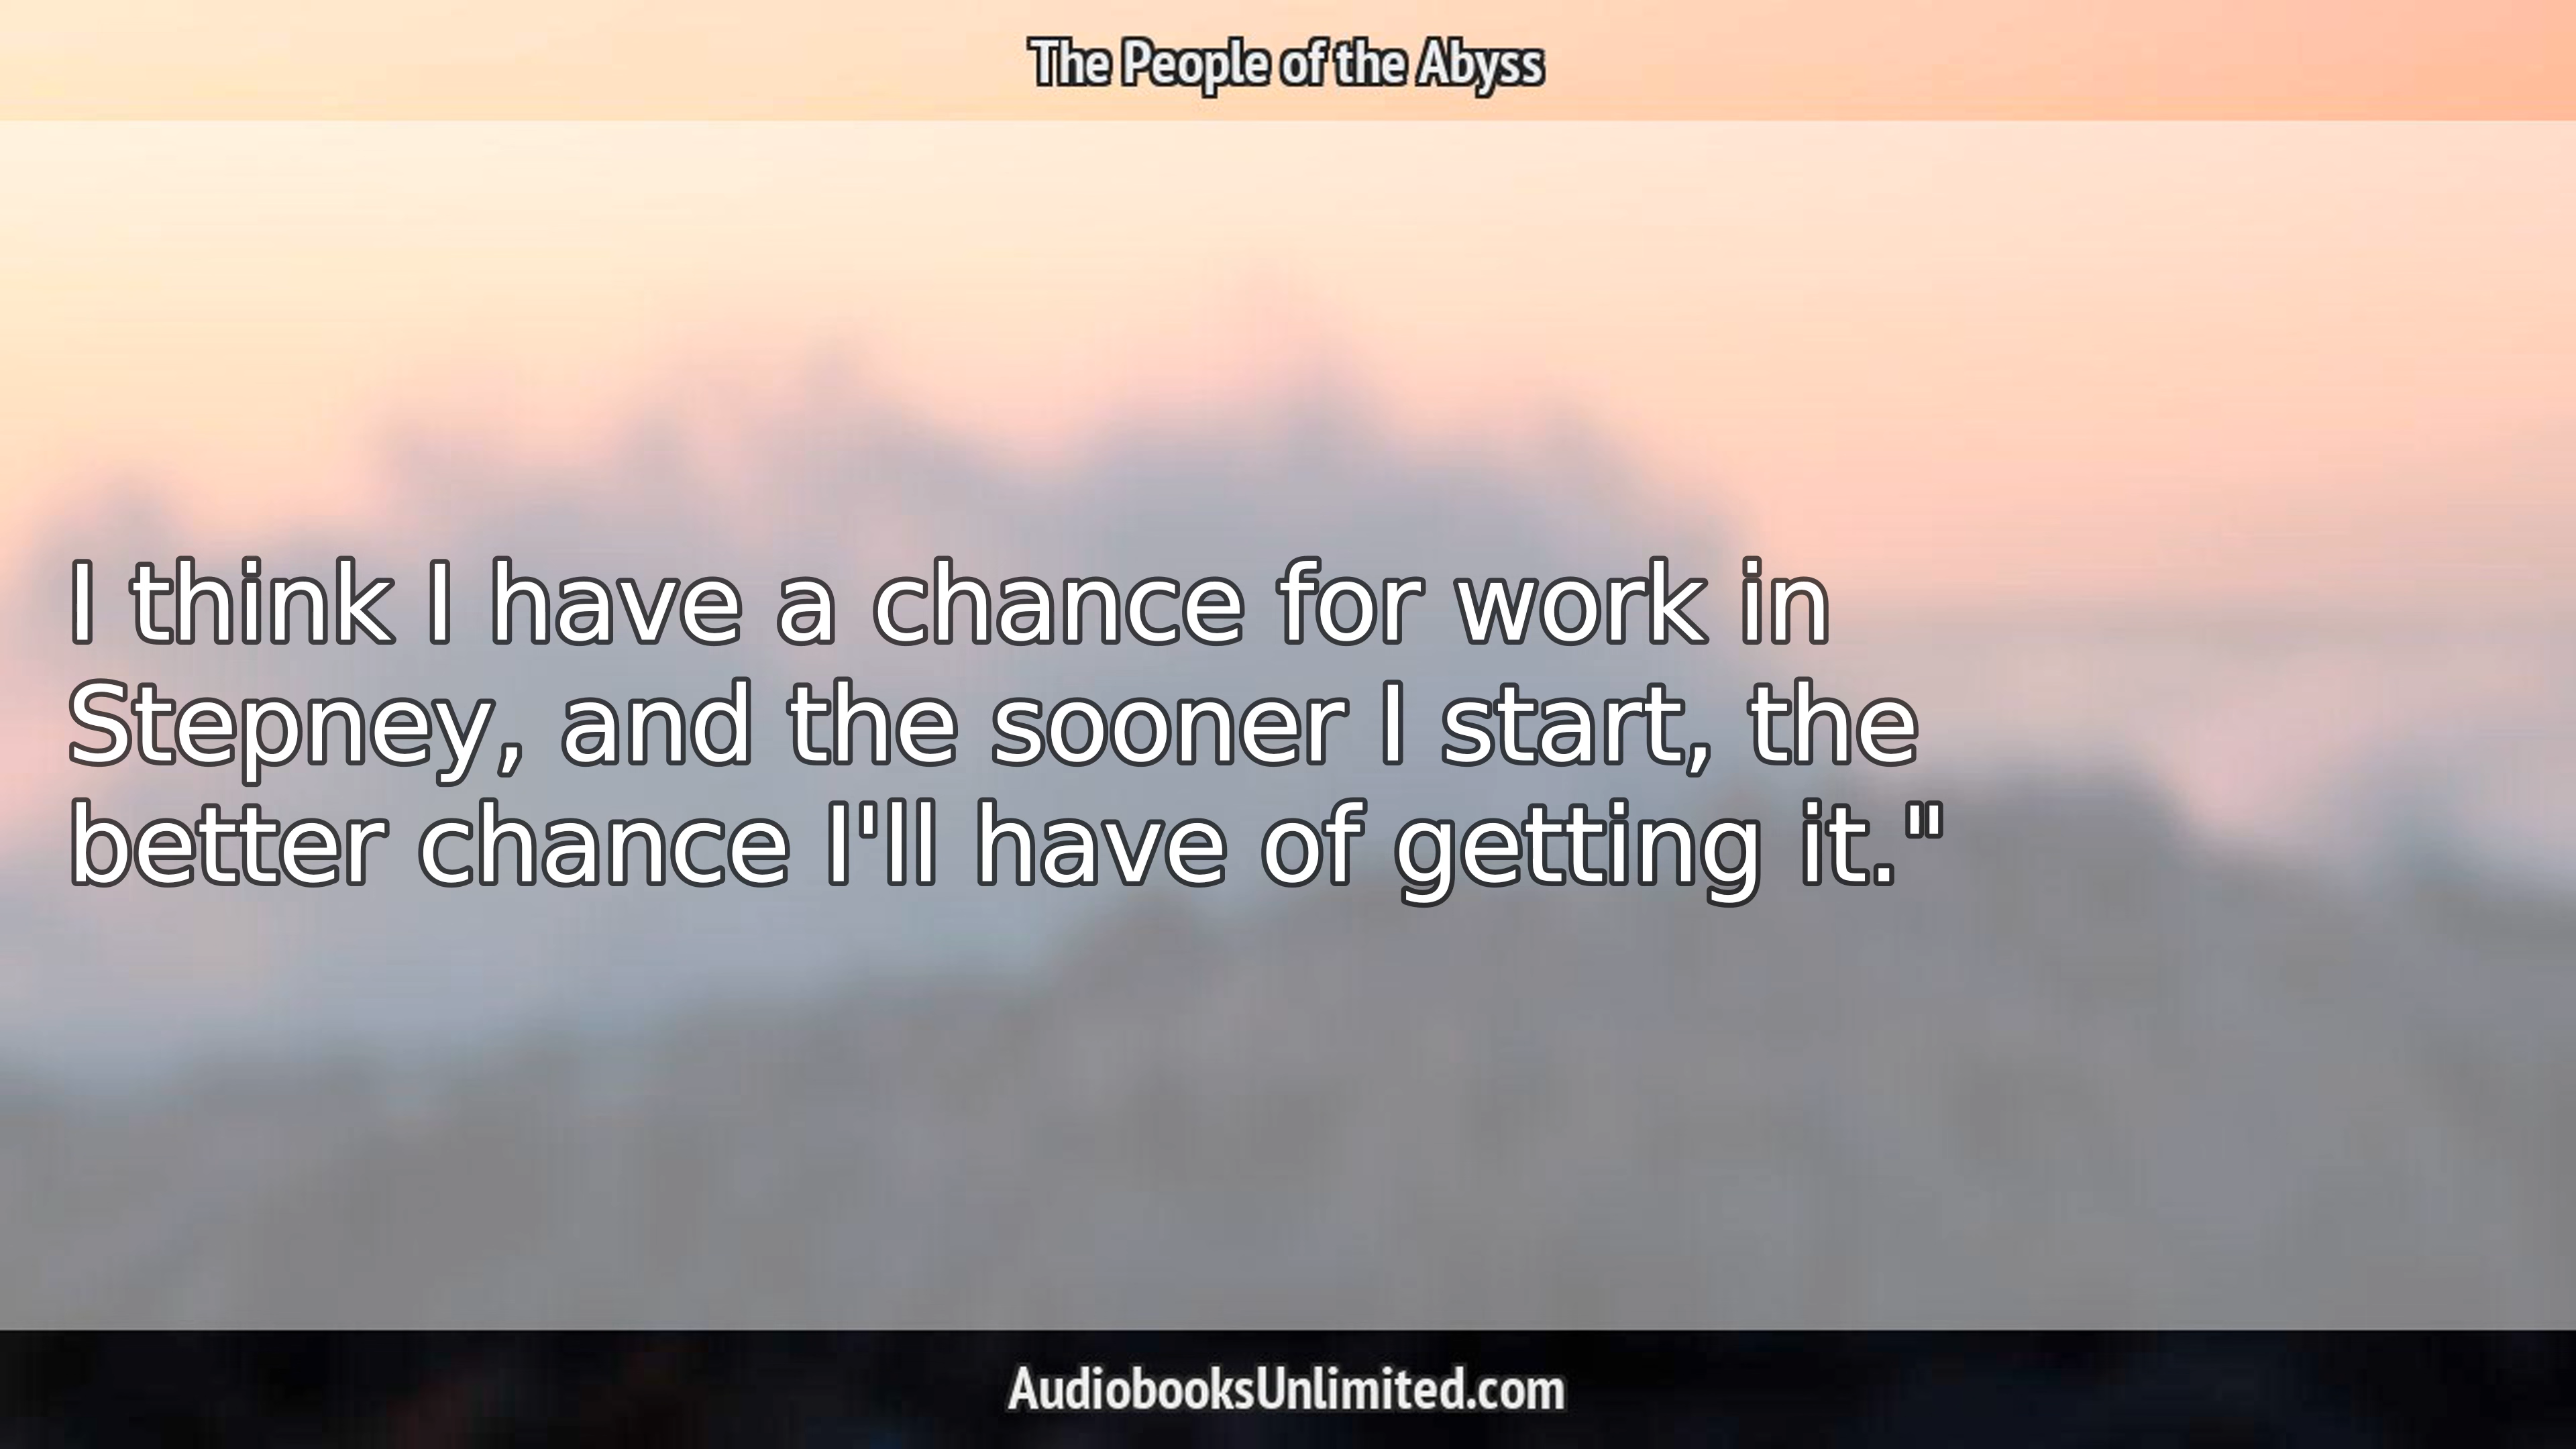 The People of the Abyss
I think I have a chance for work in
Stepney, and the sooner I start, the
better chance I'll have of getting it."
AudiobooksUnlimited.com